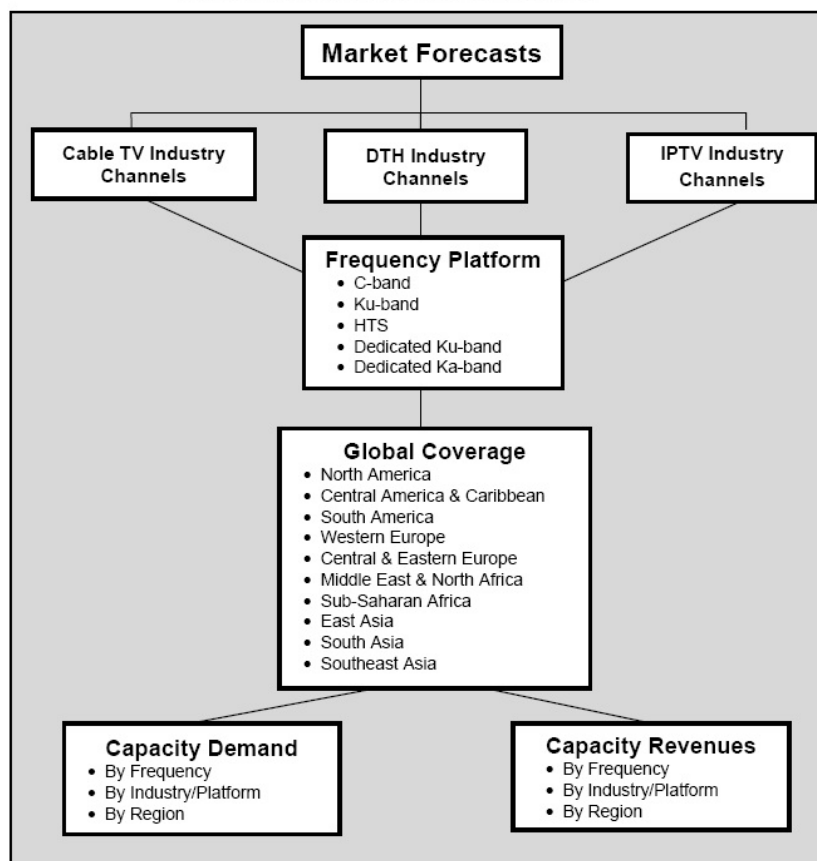 Market Forecasts
Cable TV Industry
Channels
DTH Industry
Channels
IPTV Industry
Channels
Frequency Platform
• C-band
• Ku-band
• HTS
• Dedicated Ku-band
• Dedicated Ka-band
Global Coverage
• North America
• Central America & Caribbean
• South America
• Western Europe
• Central & Eastern Europe
• Middle East & North Africa
• Sub-Saharan Africa
• East Asia
• South Asia
• Southeast Asia
Capacity Demand
• By Frequency
• By Industry/Platform
• By Region
Capacity Revenues
• By Frequency
• By Industry/Platform
• By Region